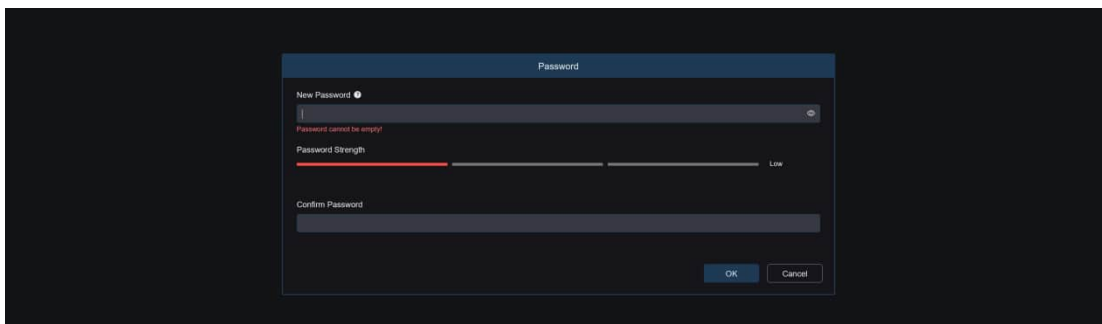 Password
New Password
Password cannot be empty!
Password Strength
Low
Confirm Password
OK
Cancel